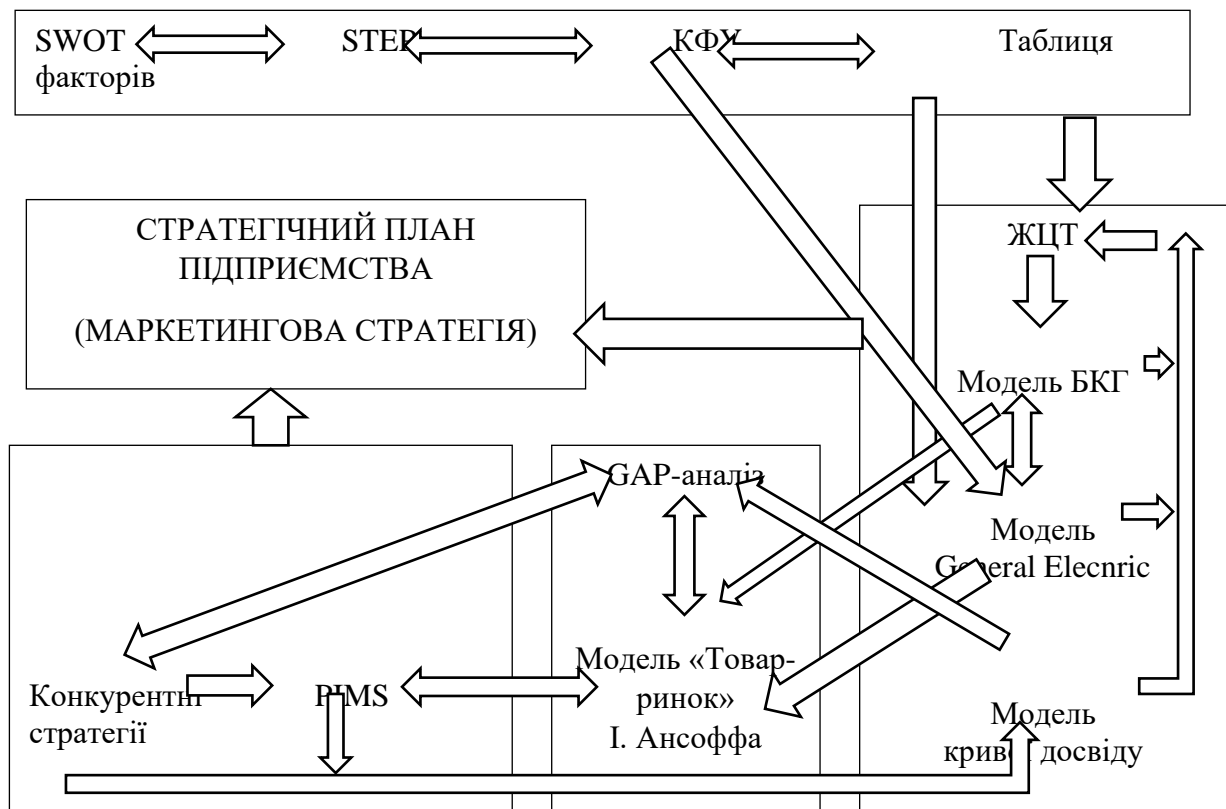 SWOT STEP КФУ Таблиця
факторів
СТРАТЕГІЧНИЙ ПЛАН
ПІДПРИЄМСТВА
(МАРКЕТИНГОВА СТРАТЕГІЯ)
ЖЦТ
Модель БКГ
GAP-аналіз
Модель
General Elecnric
Модель «Товар-
ринок»
І. Ансоффа
Конкурентні
стратегії
PIMS
Модель
кривої досвіду